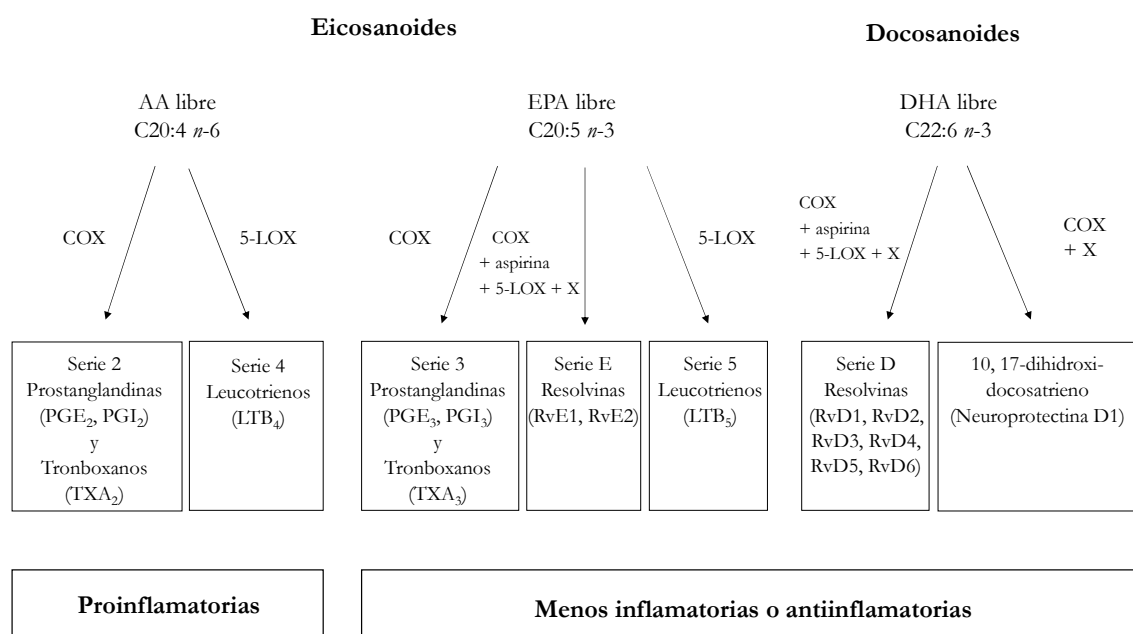 Eicosanoides
Docosanoides
AA libre
C20:4 n-6
EPA libre
C20:5 n-3
DHA libre
C22:6 n-3
COX
5-LOX
COX
COX
+ aspirina
+ 5-LOX + X
5-LOX
COX
+ aspirina
+ 5-LOX + X
COX
+ X
Serie 2
Prostanglandinas
(PGE₂, PGI₂)
y
Tronboxanos
(TXA₂)
Serie 4
Leucotrienos
(LTB₄)
Serie 3
Prostanglandinas
(PGE₃, PGI₃)
y
Tronboxanos
(TXA₃)
Serie E
Resolvinas
(RvE1, RvE2)
Serie 5
Leucotrienos
(LTB₅)
Serie D
Resolvinas
(RvD1, RvD2,
RvD3, RvD4,
RvD5, RvD6)
10, 17-dihidroxi-
docosatrieno
(Neuroprotectina D1)
Proinflamatorias
Menos inflamatorias o antiinflamatorias